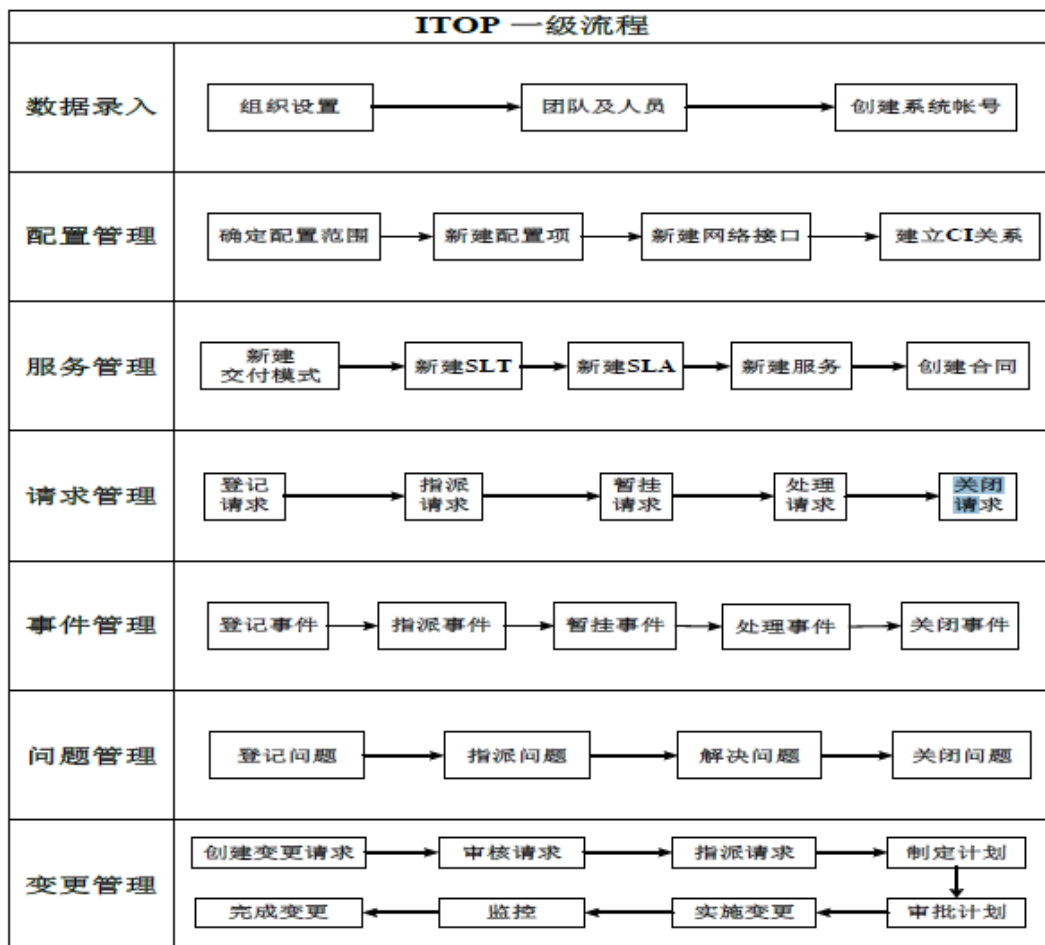 ITOP 一级流程
数据录入
组织设置
团队及人员
创建系统帐号
配置管理
确定配置范围
新建配置项
新建网络接口
建立CI关系
服务管理
新建
交付模式
新建SLT
新建SLA
新建服务
创建合同
请求管理
登记
请求
指派
请求
暂挂
请求
处理
请求
关闭
请求
事件管理
登记事件
指派事件
暂挂事件
处理事件
关闭事件
问题管理
登记问题
指派问题
解决问题
关闭问题
变更管理
创建变更请求
审核请求
指派请求
制定计划
审批计划
实施变更
监控
完成变更